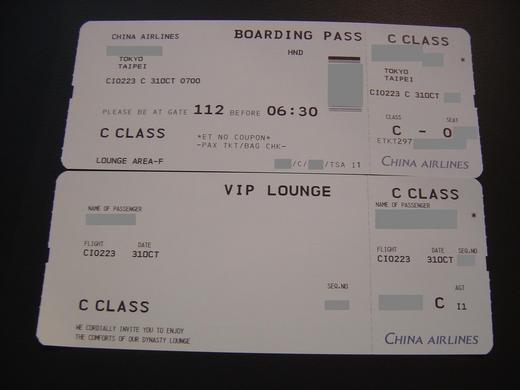 CHINA AIRLINES
BOARDING PASS
C CLASS
HND
TOKYO
TAIPEI
TOKYO
TAIPEI
*
CI0223 C 31OCT 0700
CI0223 C 31OCT
PLEASE BE AT GATE 112 BEFORE 06:30
CLASS SEAT
C - 0
C CLASS
*ET NO COUPON*
-PAX TKT/BAG CHK-
ETKT297
LOUNGE AREA-F
/C/ /TSA I1
CHINA AIRLINES
VIP LOUNGE
C CLASS
NAME OF PASSENGER
NAME OF PASSENGER
*
FLIGHT DATE
CI0223 31OCT
FLIGHT DATE SEQ.NO
CI0223 31OCT
SEQ.NO
AGT
C I1
C CLASS
WE CORDIALLY INVITE YOU TO ENJOY
THE COMFORTS OF OUR DYNASTY LOUNGE
CHINA AIRLINES